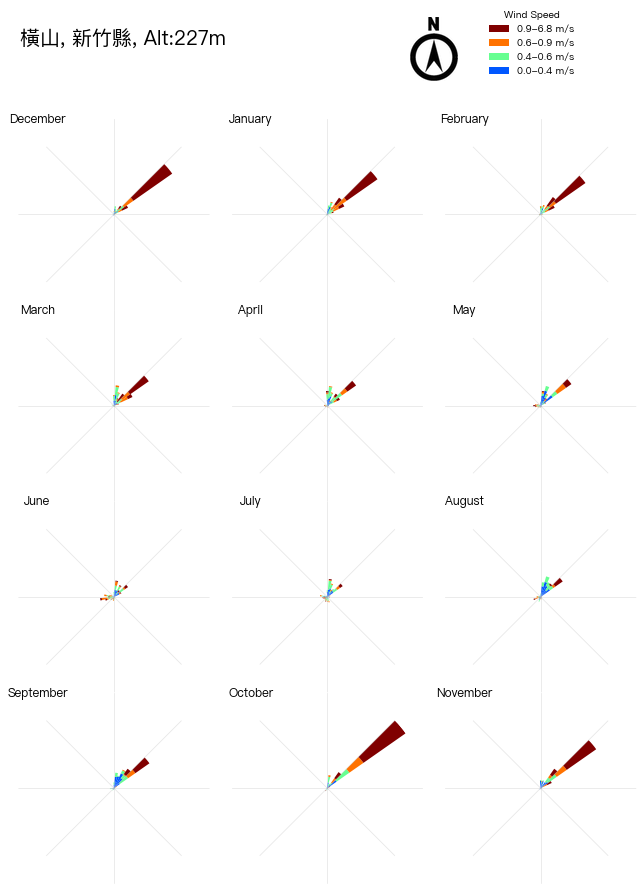 橫山, 新竹縣, Alt:227m
N
Wind Speed
0.9–6.8 m/s
0.6–0.9 m/s
0.4–0.6 m/s
0.0–0.4 m/s
December
January
February
March
April
May
June
July
August
September
October
November